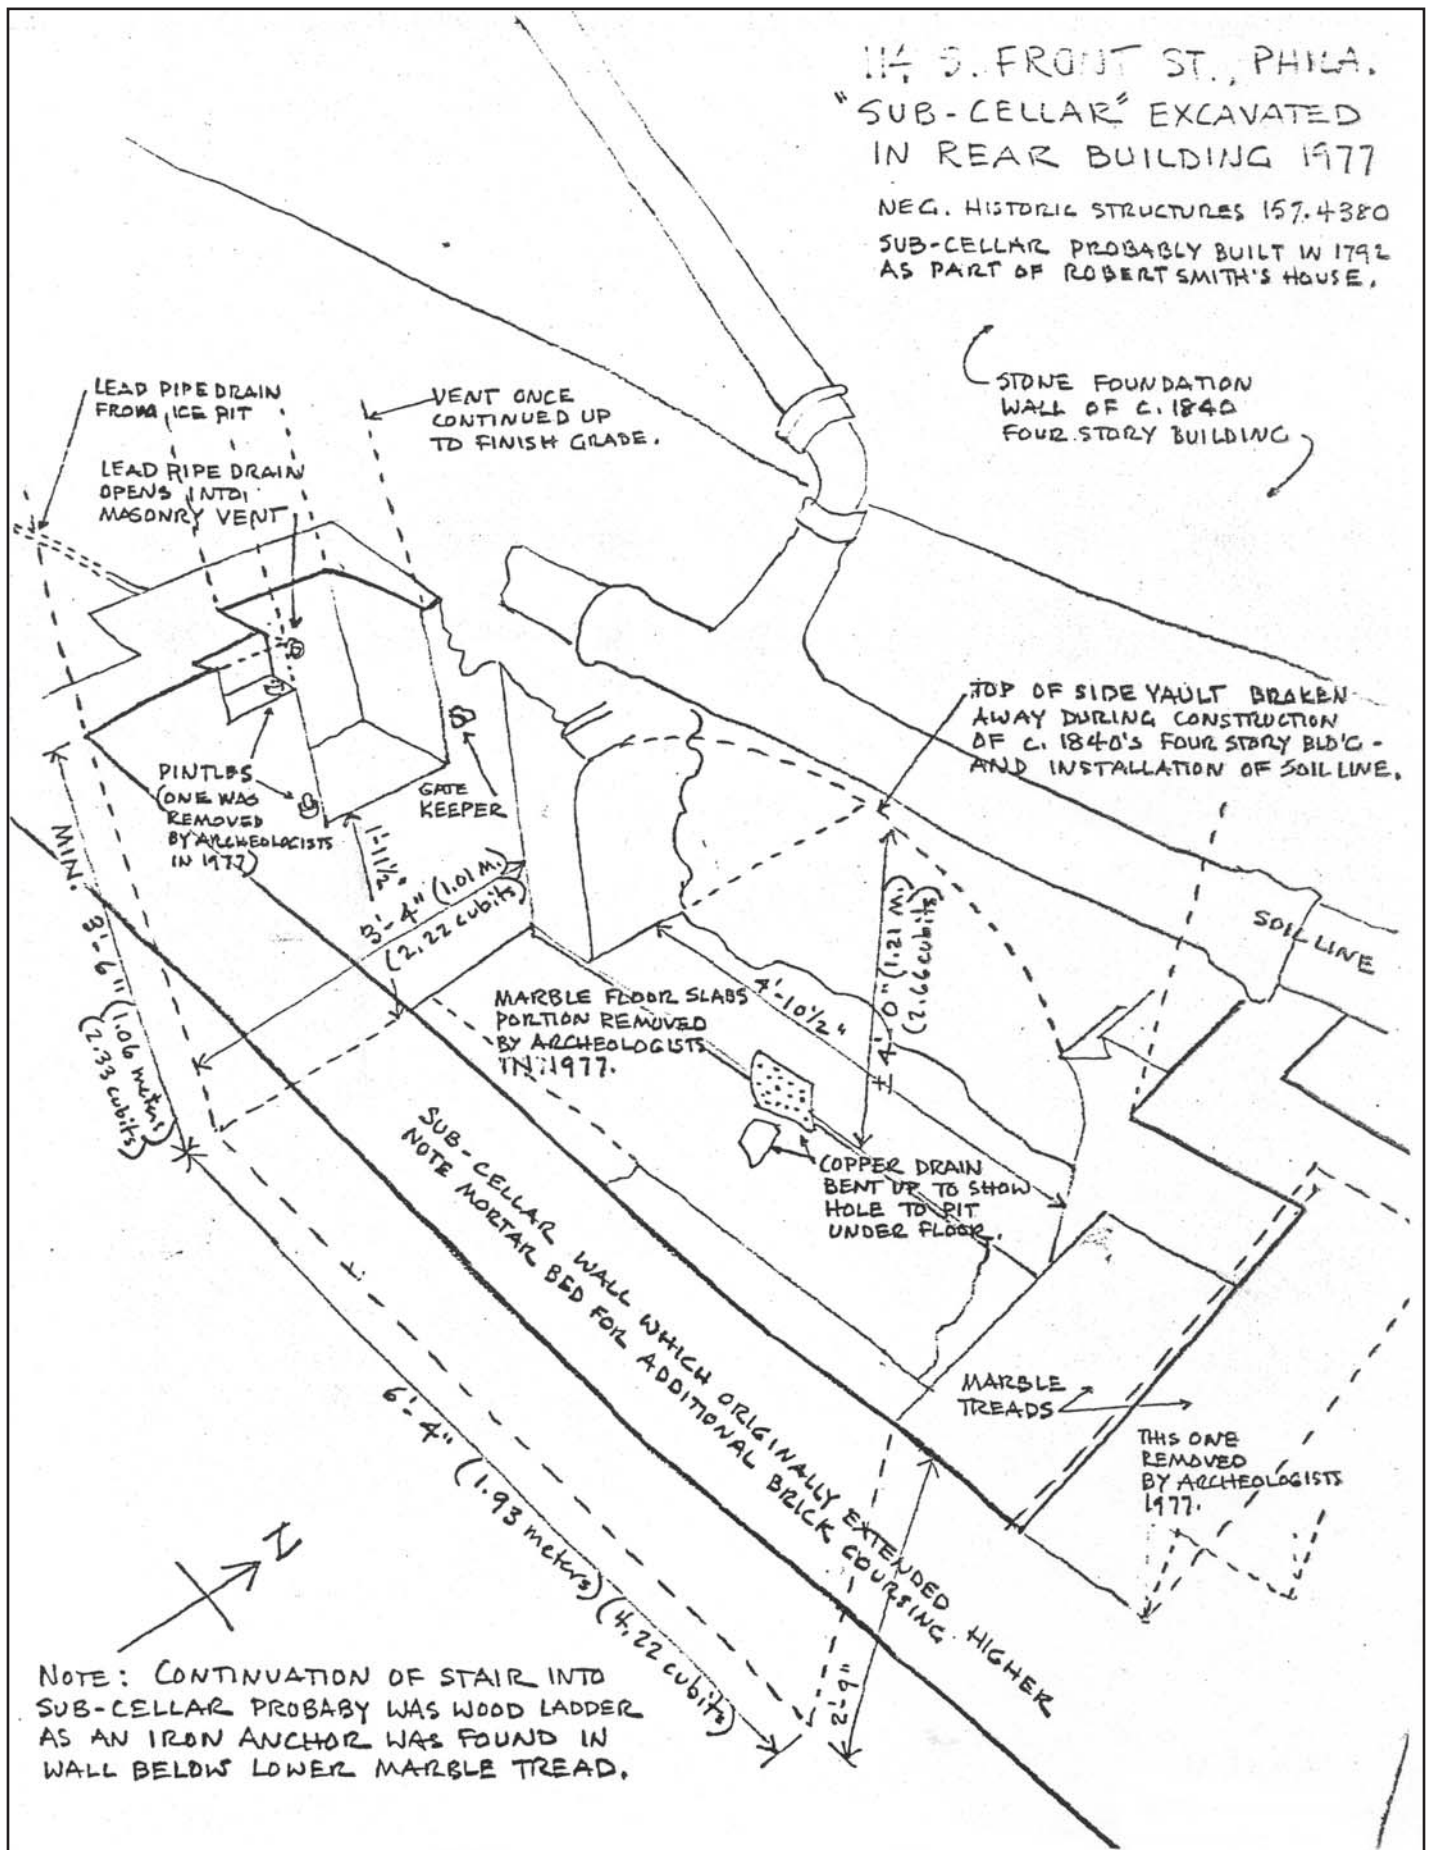 114 S. FRONT ST., PHILA.
"SUB-CELLAR" EXCAVATED
IN REAR BUILDING 1977
NEG. HISTORIC STRUCTURES 157.4380
SUB-CELLAR PROBABLY BUILT IN 1792
AS PART OF ROBERT SMITH'S HOUSE.
STONE FOUNDATION
WALL OF C. 1840
FOUR STORY BUILDING
LEAD PIPE DRAIN
FROM ICE PIT
VENT ONCE
CONTINUED UP
TO FINISH GRADE.
LEAD PIPE DRAIN
OPENS INTO
MASONRY VENT
TOP OF SIDE VAULT BROKEN
AWAY DURING CONSTRUCTION
OF C. 1840'S FOUR STORY BLD'G -
AND INSTALLATION OF SOIL LINE.
PINTLES
(ONE WAS
REMOVED
BY ARCHEOLOGISTS
IN 1977)
GATE
KEEPER
1'-11½"
3'-4" (1.01 M.)
(2.22 cubits)
MIN. 3'-6" (1.06 meters)
(2.33 cubits)
SOIL LINE
MARBLE FLOOR SLABS
PORTION REMOVED
BY ARCHEOLOGISTS
IN 1977.
4'-10½"
± 4'-0" (1.21 M.)
(2.66 cubits)
COPPER DRAIN
BENT UP TO SHOW
HOLE TO PIT
UNDER FLOOR.
SUB-CELLAR WALL WHICH ORIGINALLY EXTENDED HIGHER
NOTE MORTAR BED FOR ADDITIONAL BRICK COURSING.
MARBLE
TREADS
THIS ONE
REMOVED
BY ARCHEOLOGISTS
1977.
6'-4" (1.93 meters) (4.22 cubits)
2'-9"
N
NOTE: CONTINUATION OF STAIR INTO
SUB-CELLAR PROBABY WAS WOOD LADDER
AS AN IRON ANCHOR WAS FOUND IN
WALL BELOW LOWER MARBLE TREAD.